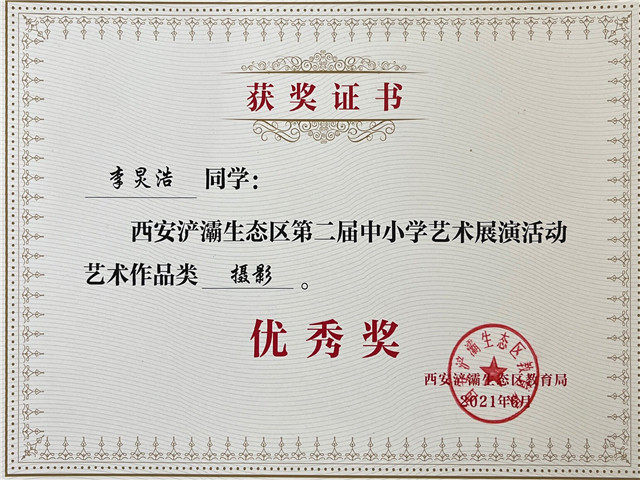 获奖证书
李炅浩 同学：
西安浐灞生态区第二届中小学艺术展演活动
艺术作品类 摄影 。
优秀奖
西安浐灞生态区教育局
2021年6月